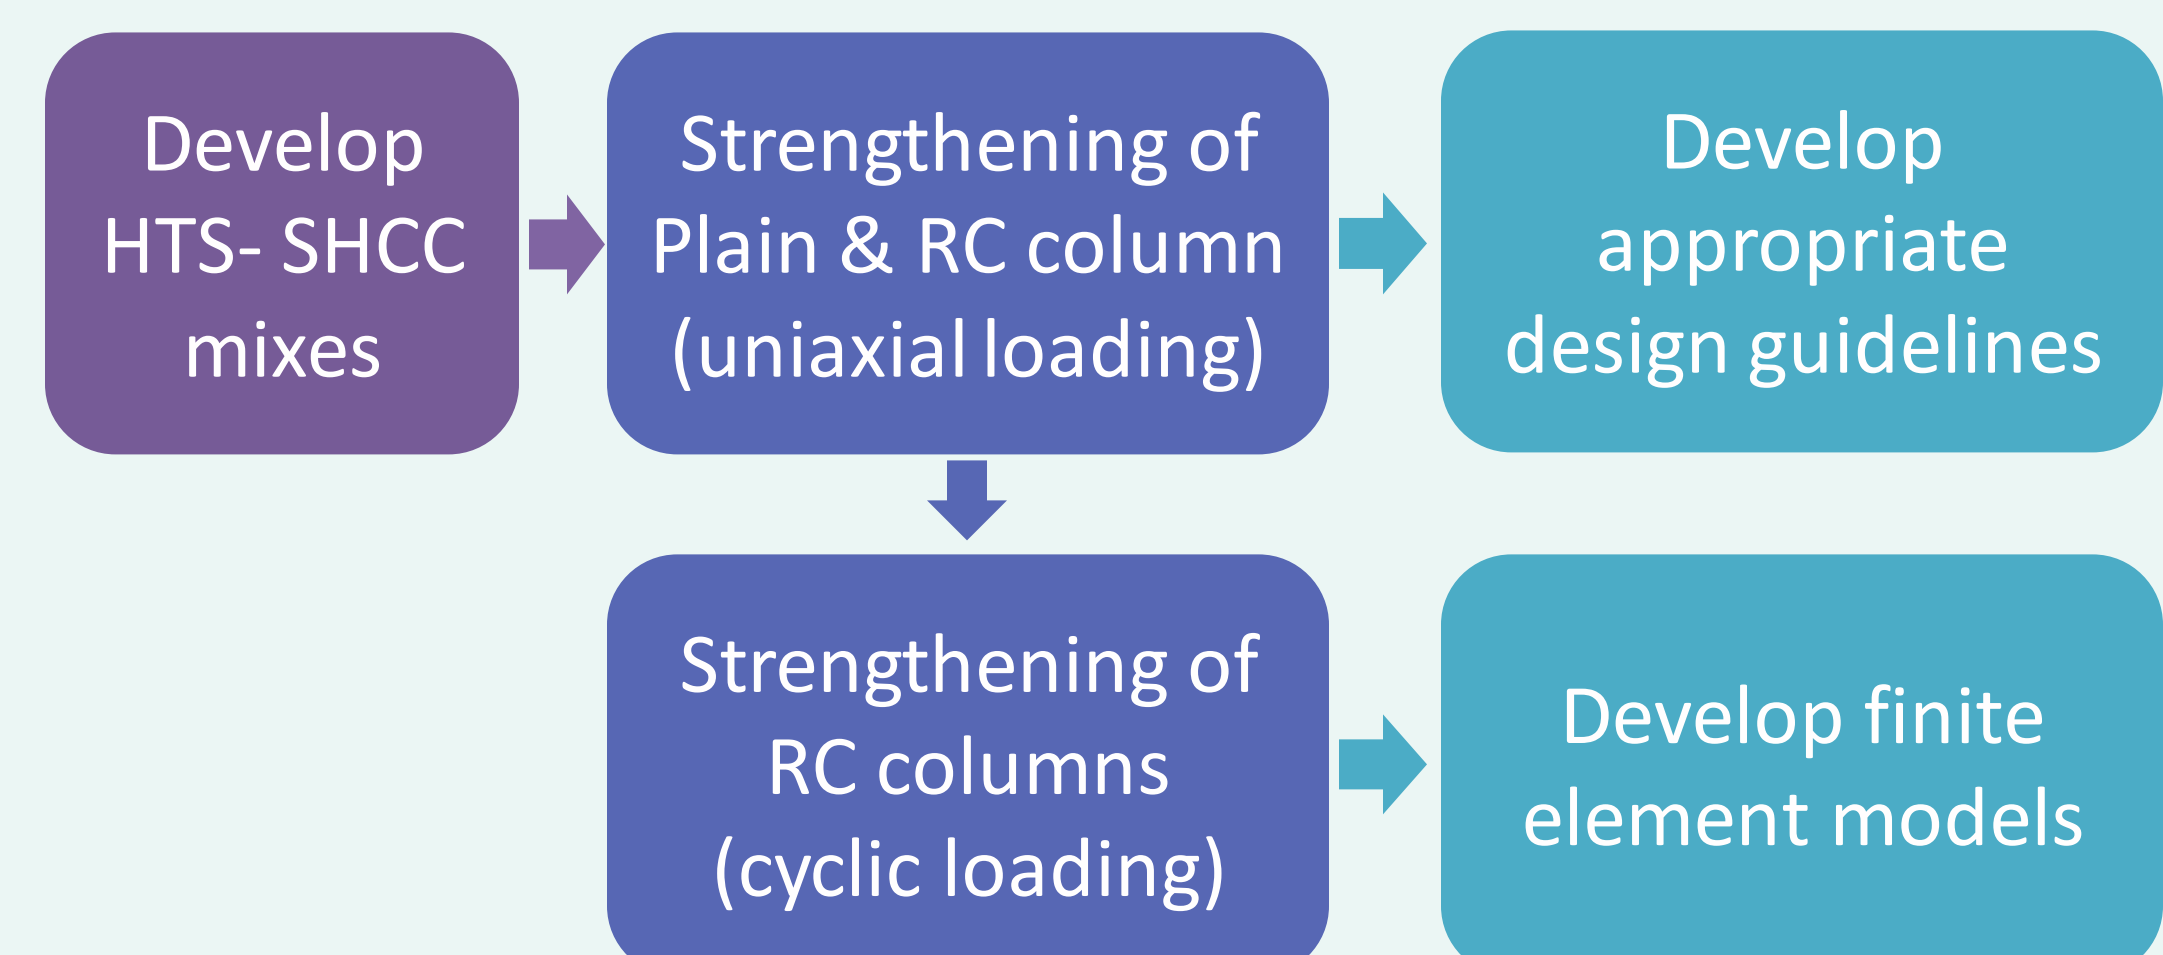 Develop
HTS- SHCC
mixes
Strengthening of
Plain & RC column
(uniaxial loading)
Develop
appropriate
design guidelines
Strengthening of
RC columns
(cyclic loading)
Develop finite
element models